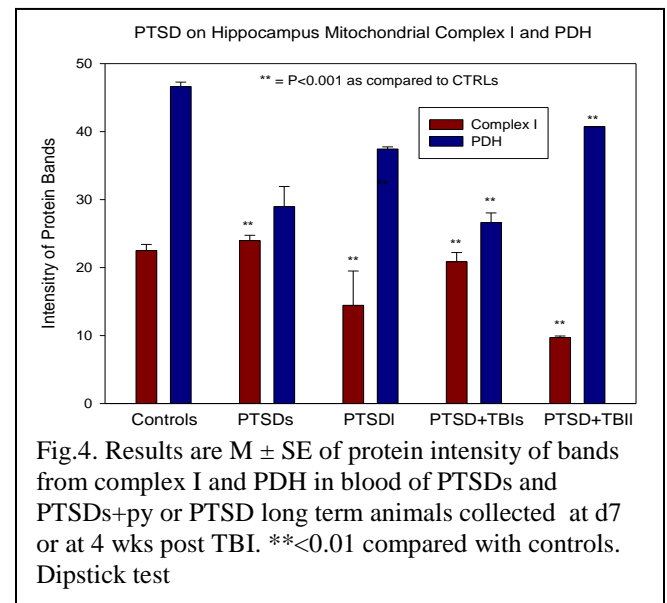 PTSD on Hippocampus Mitochondrial Complex I and PDH
50
** = P<0.001 as compared to CTRLs
Complex I
PDH
40
30
20
10
0
Intensitry of Protein Bands
**
**
**
**
**
**
**
**
Controls
PTSDs
PTSDl
PTSD+TBIs
PTSD+TBIl
Fig.4. Results are M ± SE of protein intensity of bands
from complex I and PDH in blood of PTSDs and
PTSDs+py or PTSD long term animals collected at d7
or at 4 wks post TBI. **<0.01 compared with controls.
Dipstick test